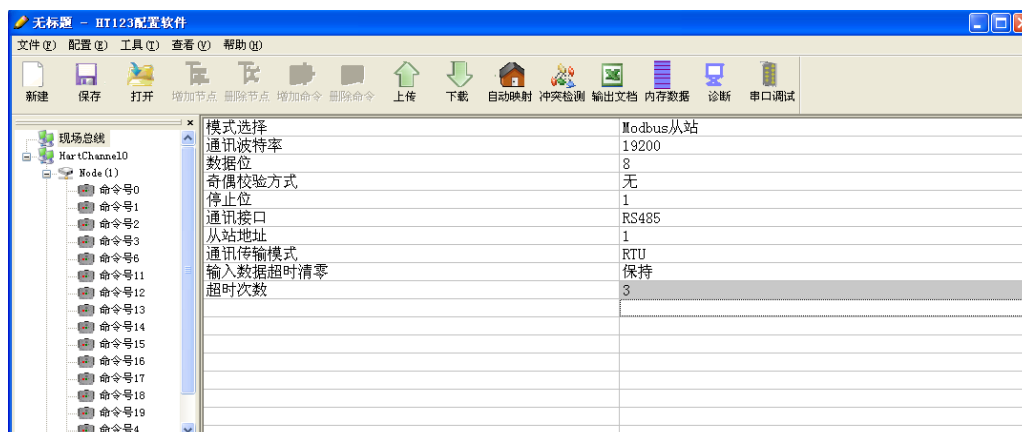 无标题 - HT123配置软件
文件(F) 配置(E) 工具(T) 查看(V) 帮助(H)
新建 保存 打开 增加节点 删除节点 增加命令 删除命令 上传 下载 自动映射 冲突检测 输出文档 内存数据 诊断 串口调试
现场总线
HartChannel0
Node(1)
命令号0
命令号1
命令号2
命令号3
命令号6
命令号11
命令号12
命令号13
命令号14
命令号15
命令号16
命令号17
命令号18
命令号19
命令号4
模式选择 Modbus从站
通讯波特率 19200
数据位 8
奇偶校验方式 无
停止位 1
通讯接口 RS485
从站地址 1
通讯传输模式 RTU
输入数据超时清零 保持
超时次数 3